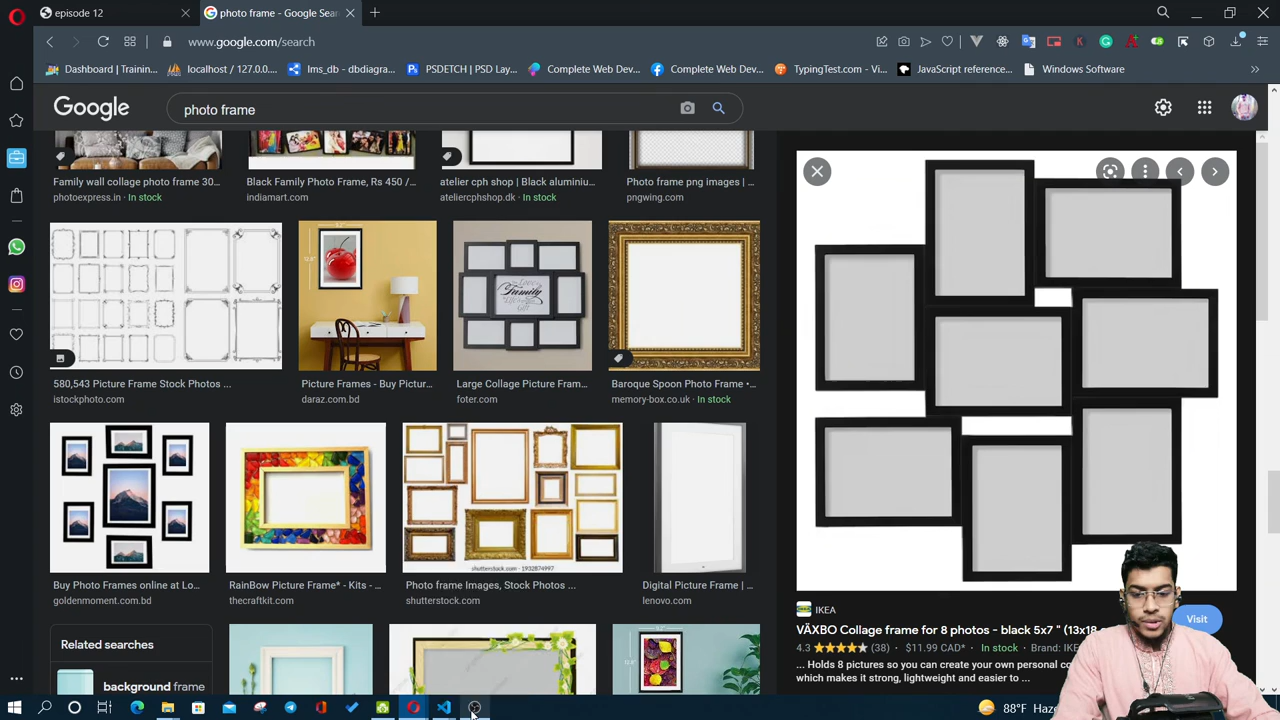 episode 12
photo frame - Google Sea
www.google.com/search
Dashboard | Trainin...
localhost / 127.0.0....
lms_db - dbdiagra...
PSDETCH | PSD Lay...
Complete Web Dev...
Complete Web Dev...
TypingTest.com - Vi...
JavaScript reference...
Windows Software
Google
photo frame
Family wall collage photo frame 30...
photoexpress.in · In stock
Black Family Photo Frame, Rs 450 /...
indiamart.com
atelier cph shop | Black aluminiu...
ateliercphshop.dk · In stock
Photo frame png images | ...
pngwing.com
580,543 Picture Frame Stock Photos ...
istockphoto.com
Picture Frames - Buy Pictur...
daraz.com.bd
Family
Large Collage Picture Fram...
foter.com
Baroque Spoon Photo Frame •...
memory-box.co.uk · In stock
Buy Photo Frames online at Lo...
goldenmoment.com.bd
RainBow Picture Frame* - Kits - ...
thecraftkit.com
shutterstock.com · 1932874997
Photo frame Images, Stock Photos ...
shutterstock.com
Digital Picture Frame | ...
lenovo.com
Related searches
background frame
IKEA
VÄXBO Collage frame for 8 photos - black 5x7 " (13x18
4.3 (38) · $11.99 CAD* · In stock · Brand: IKE
... Holds 8 pictures so you can create your own personal co
which makes it strong, lightweight and easier to ...
Visit
88°F Haze